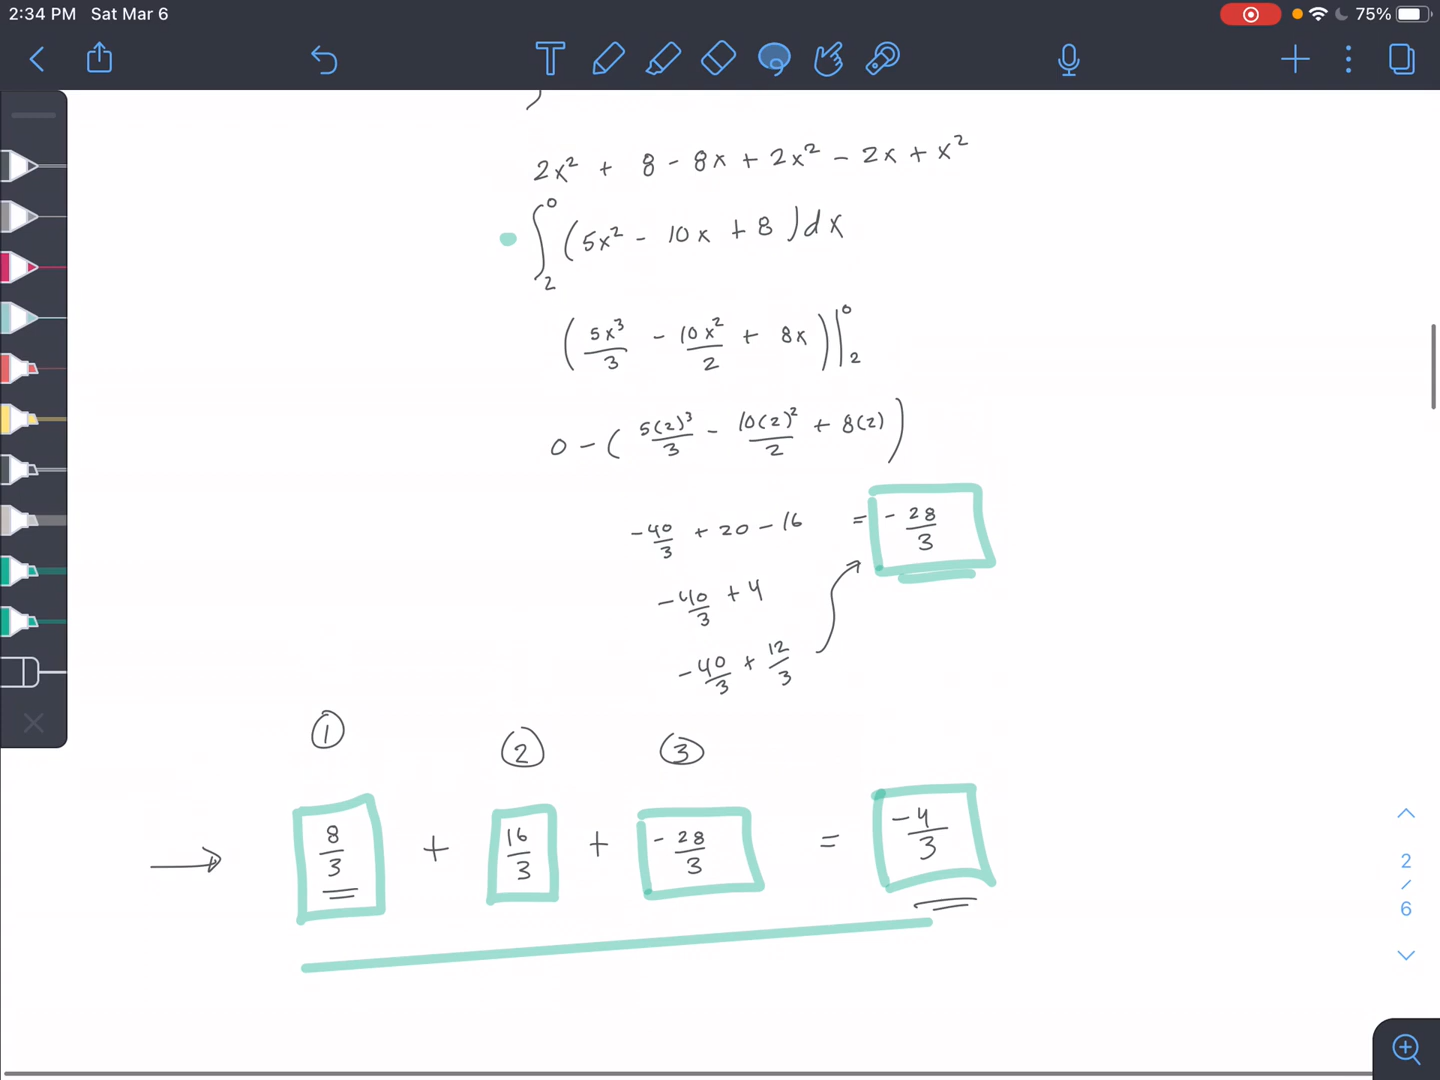 2:34 PM Sat Mar 6
75%
2x² + 8 - 8x + 2x² - 2x + x²
∫₂⁰ (5x² - 10x + 8)dx
(5x³/3 - 10x²/2 + 8x)|₂⁰
0 - (5(2)³/3 - 10(2)²/2 + 8(2))
-40/3 + 20 - 16 = -28/3
-40/3 + 4
-40/3 + 12/3
① ② ③
→ 8/3 + 16/3 + -28/3 = -4/3
2
/
6